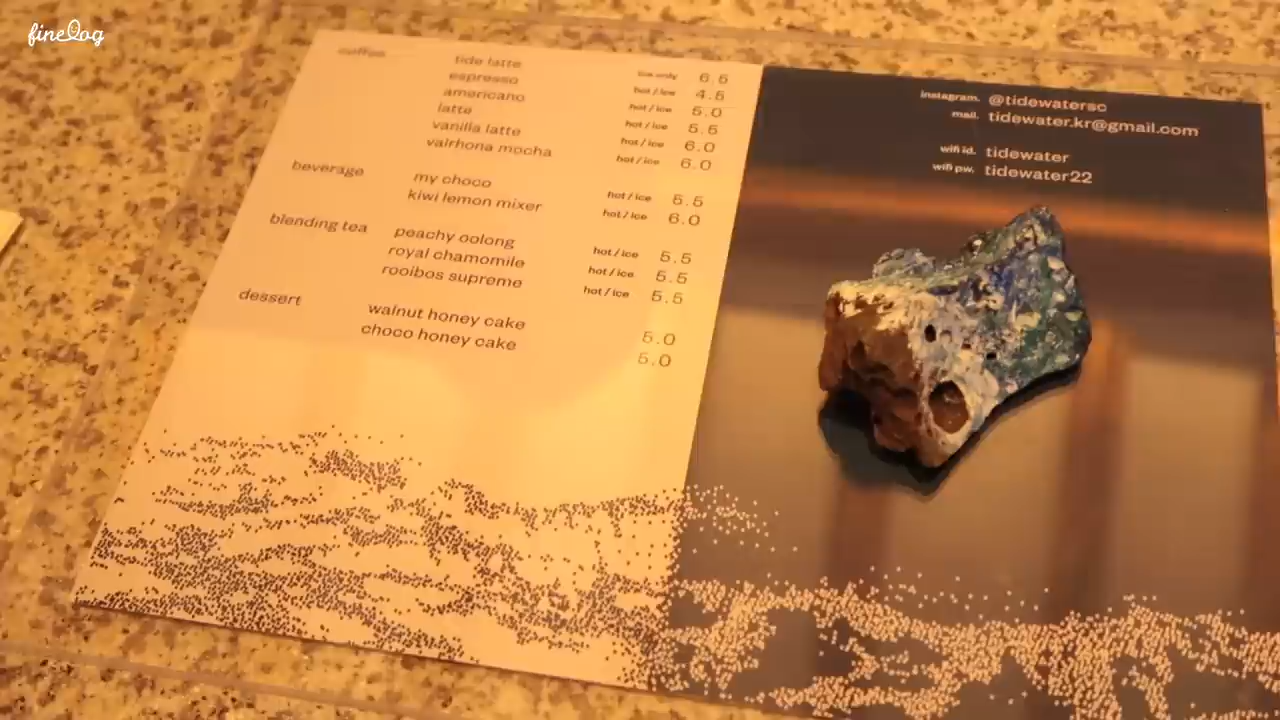 finelog
coffee
tide latte ice only 6.5
espresso hot / ice 4.5
americano hot / ice 5.0
latte hot / ice 5.5
vanilla latte hot / ice 6.0
valrhona mocha hot / ice 6.0
beverage
my choco hot / ice 5.5
kiwi lemon mixer hot / ice 6.0
blending tea
peachy oolong hot / ice 5.5
royal chamomile hot / ice 5.5
rooibos supreme hot / ice 5.5
dessert
walnut honey cake 5.0
choco honey cake 5.0
instagram. @tidewatersc
mail. tidewater.kr@gmail.com
wifi id. tidewater
wifi pw. tidewater22